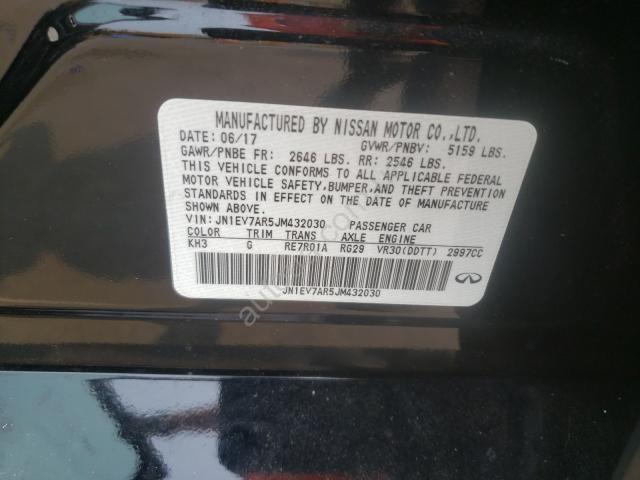 MANUFACTURED BY NISSAN MOTOR CO.,LTD.
DATE: 06/17 GVWR/PNBV: 5159 LBS.
GAWR/PNBE FR: 2646 LBS. RR: 2546 LBS.
THIS VEHICLE CONFORMS TO ALL APPLICABLE FEDERAL
MOTOR VEHICLE SAFETY,BUMPER,AND THEFT PREVENTION
STANDARDS IN EFFECT ON THE DATE OF MANUFACTURE
SHOWN ABOVE.
VIN: JN1EV7AR5JM432030 PASSENGER CAR
COLOR TRIM TRANS AXLE ENGINE
KH3 G RE7R01A RG29 VR30(DDTT) 2997CC
JN1EV7AR5JM432030